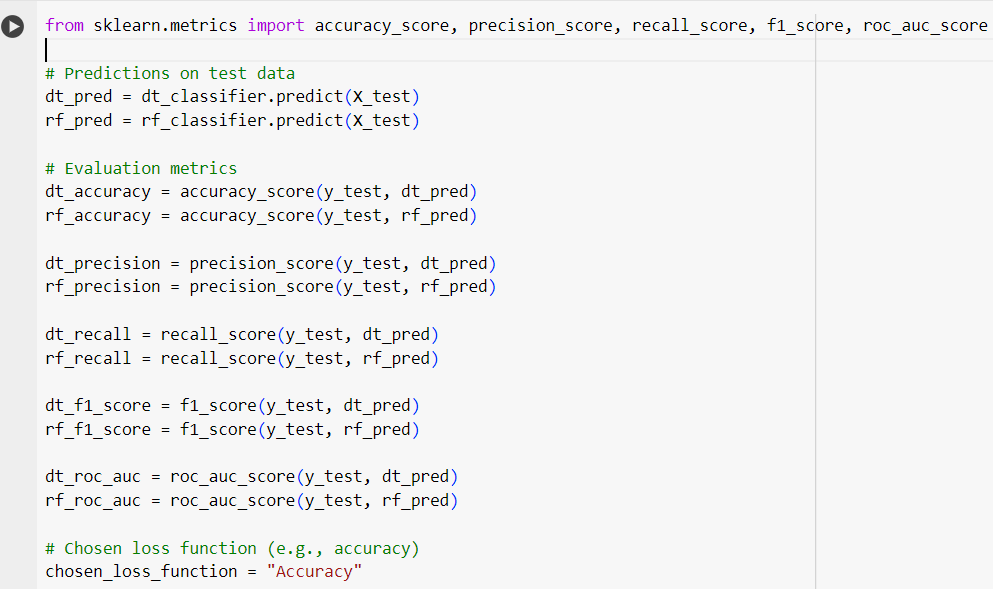 from sklearn.metrics import accuracy_score, precision_score, recall_score, f1_score, roc_auc_score
# Predictions on test data
dt_pred = dt_classifier.predict(X_test)
rf_pred = rf_classifier.predict(X_test)
# Evaluation metrics
dt_accuracy = accuracy_score(y_test, dt_pred)
rf_accuracy = accuracy_score(y_test, rf_pred)
dt_precision = precision_score(y_test, dt_pred)
rf_precision = precision_score(y_test, rf_pred)
dt_recall = recall_score(y_test, dt_pred)
rf_recall = recall_score(y_test, rf_pred)
dt_f1_score = f1_score(y_test, dt_pred)
rf_f1_score = f1_score(y_test, rf_pred)
dt_roc_auc = roc_auc_score(y_test, dt_pred)
rf_roc_auc = roc_auc_score(y_test, rf_pred)
# Chosen loss function (e.g., accuracy)
chosen_loss_function = "Accuracy"